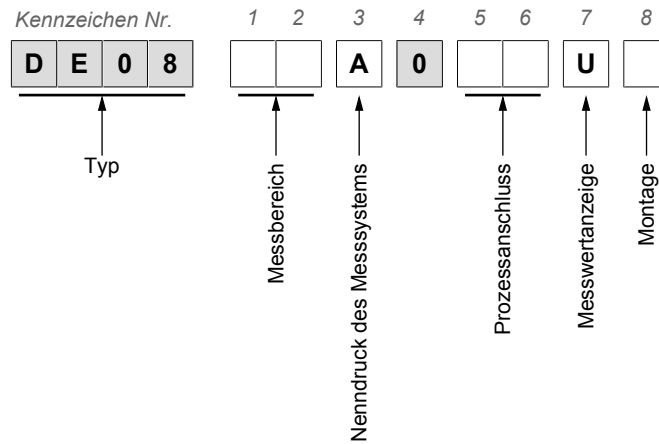 Kennzeichen Nr. 1 2 3 4 5 6 7 8
D E 0 8 A 0 U
Typ
Messbereich
Nenndruck des Messsystems
Prozessanschluss
Messwertanzeige
Montage